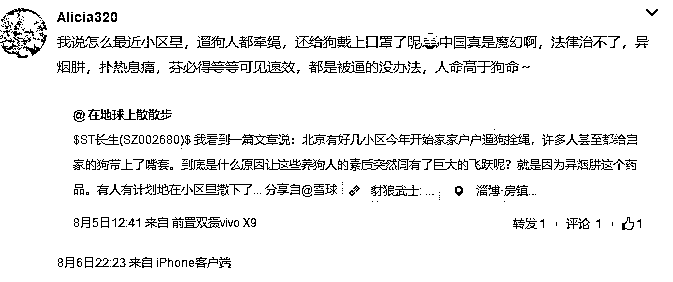 Alicia320
我说怎么最近小区里，遛狗人都牵绳，还给狗戴上口罩了呢 中国真是魔幻啊，法律治不了，异
烟肼，扑热息痛，芬必得等等可见速效，都是被逼的没办法，人命高于狗命～
@在地球上散散步
$ST长生(SZ002680)$ 我看到一篇文章说：北京有好几小区今年开始家家户户遛狗拴绳，许多人甚至都给自
家的狗带上了嘴套。到底是什么原因让这些养狗人的素质突然间有了巨大的飞跃呢？就是因为异烟肼这个药
品。有人有计划地在小区里撒下了... 分享自@雪球 豺狼武士: ... 淄博·房镇...
8月5日12:41 来自 前置双摄vivo X9
转发 1 评论 1 1
8月6日22:23 来自 iPhone客户端